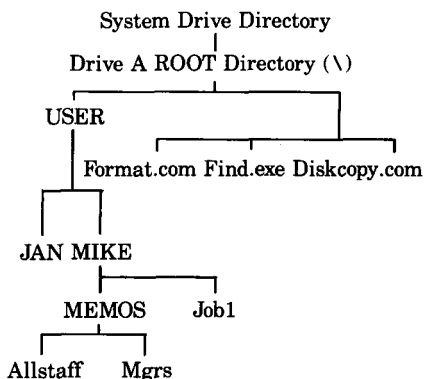 System Drive Directory
Drive A ROOT Directory (\)
USER
Format.com Find.exe Diskcopy.com
JAN MIKE
MEMOS Job1
Allstaff Mgrs